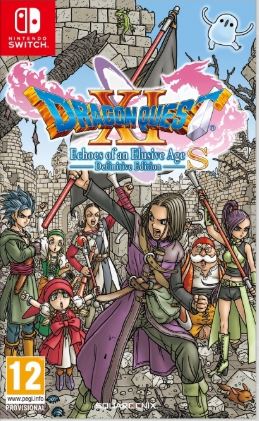 NINTENDO
SWITCH
DRAGON QUEST
XI
Echoes of an Elusive Age S
Definitive Edition
12
www.pegi.info
PROVISIONAL
SQUARE ENIX